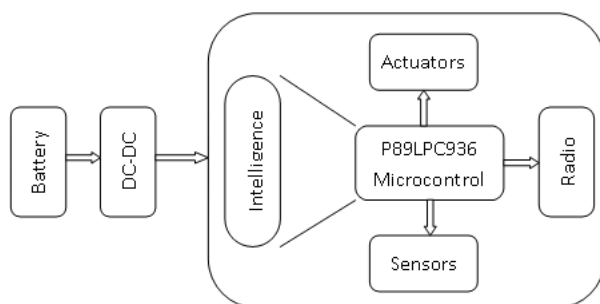 Battery
DC-DC
Intelligence
Actuators
P89LPC936
Microcontrol
Radio
Sensors